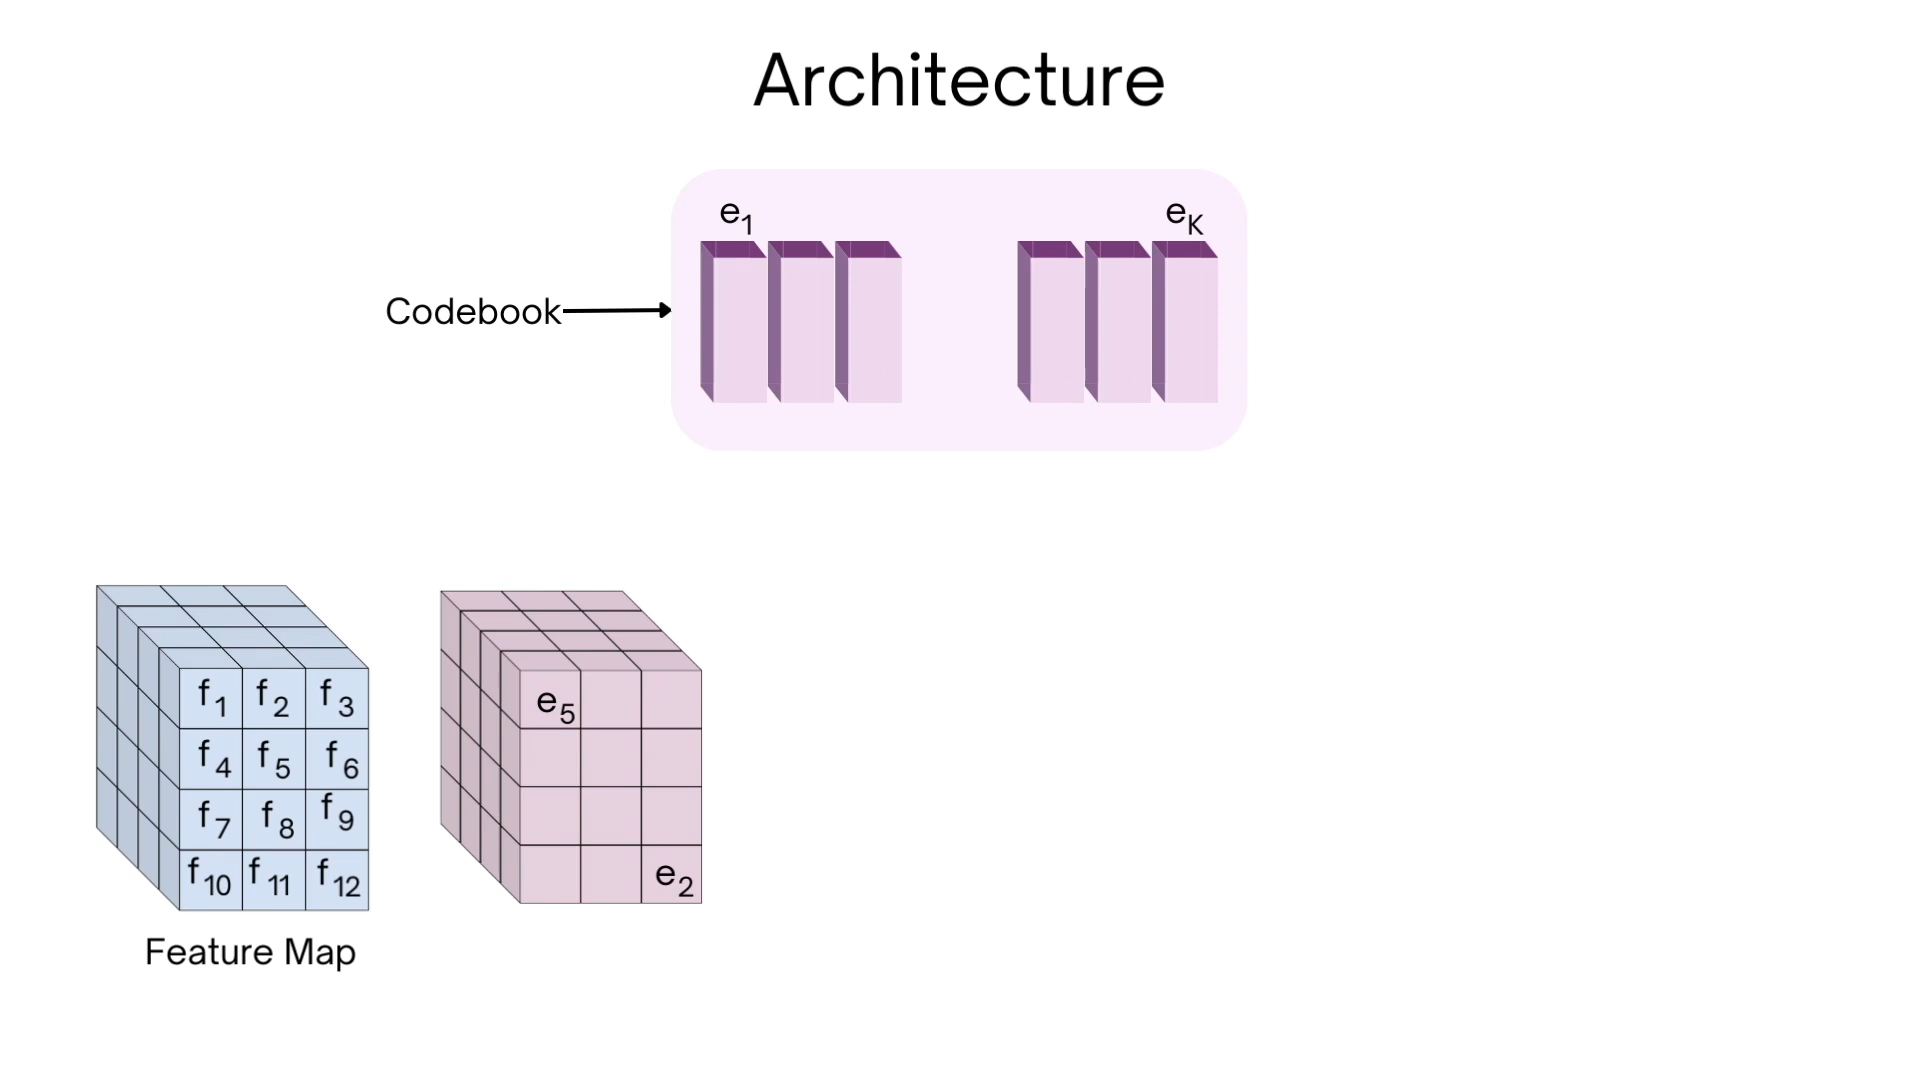 Architecture
e₁ e_K
Codebook
f₁ f₂ f₃
f₄ f₅ f₆
f₇ f₈ f₉
f₁₀ f₁₁ f₁₂
e₅
e₂
Feature Map